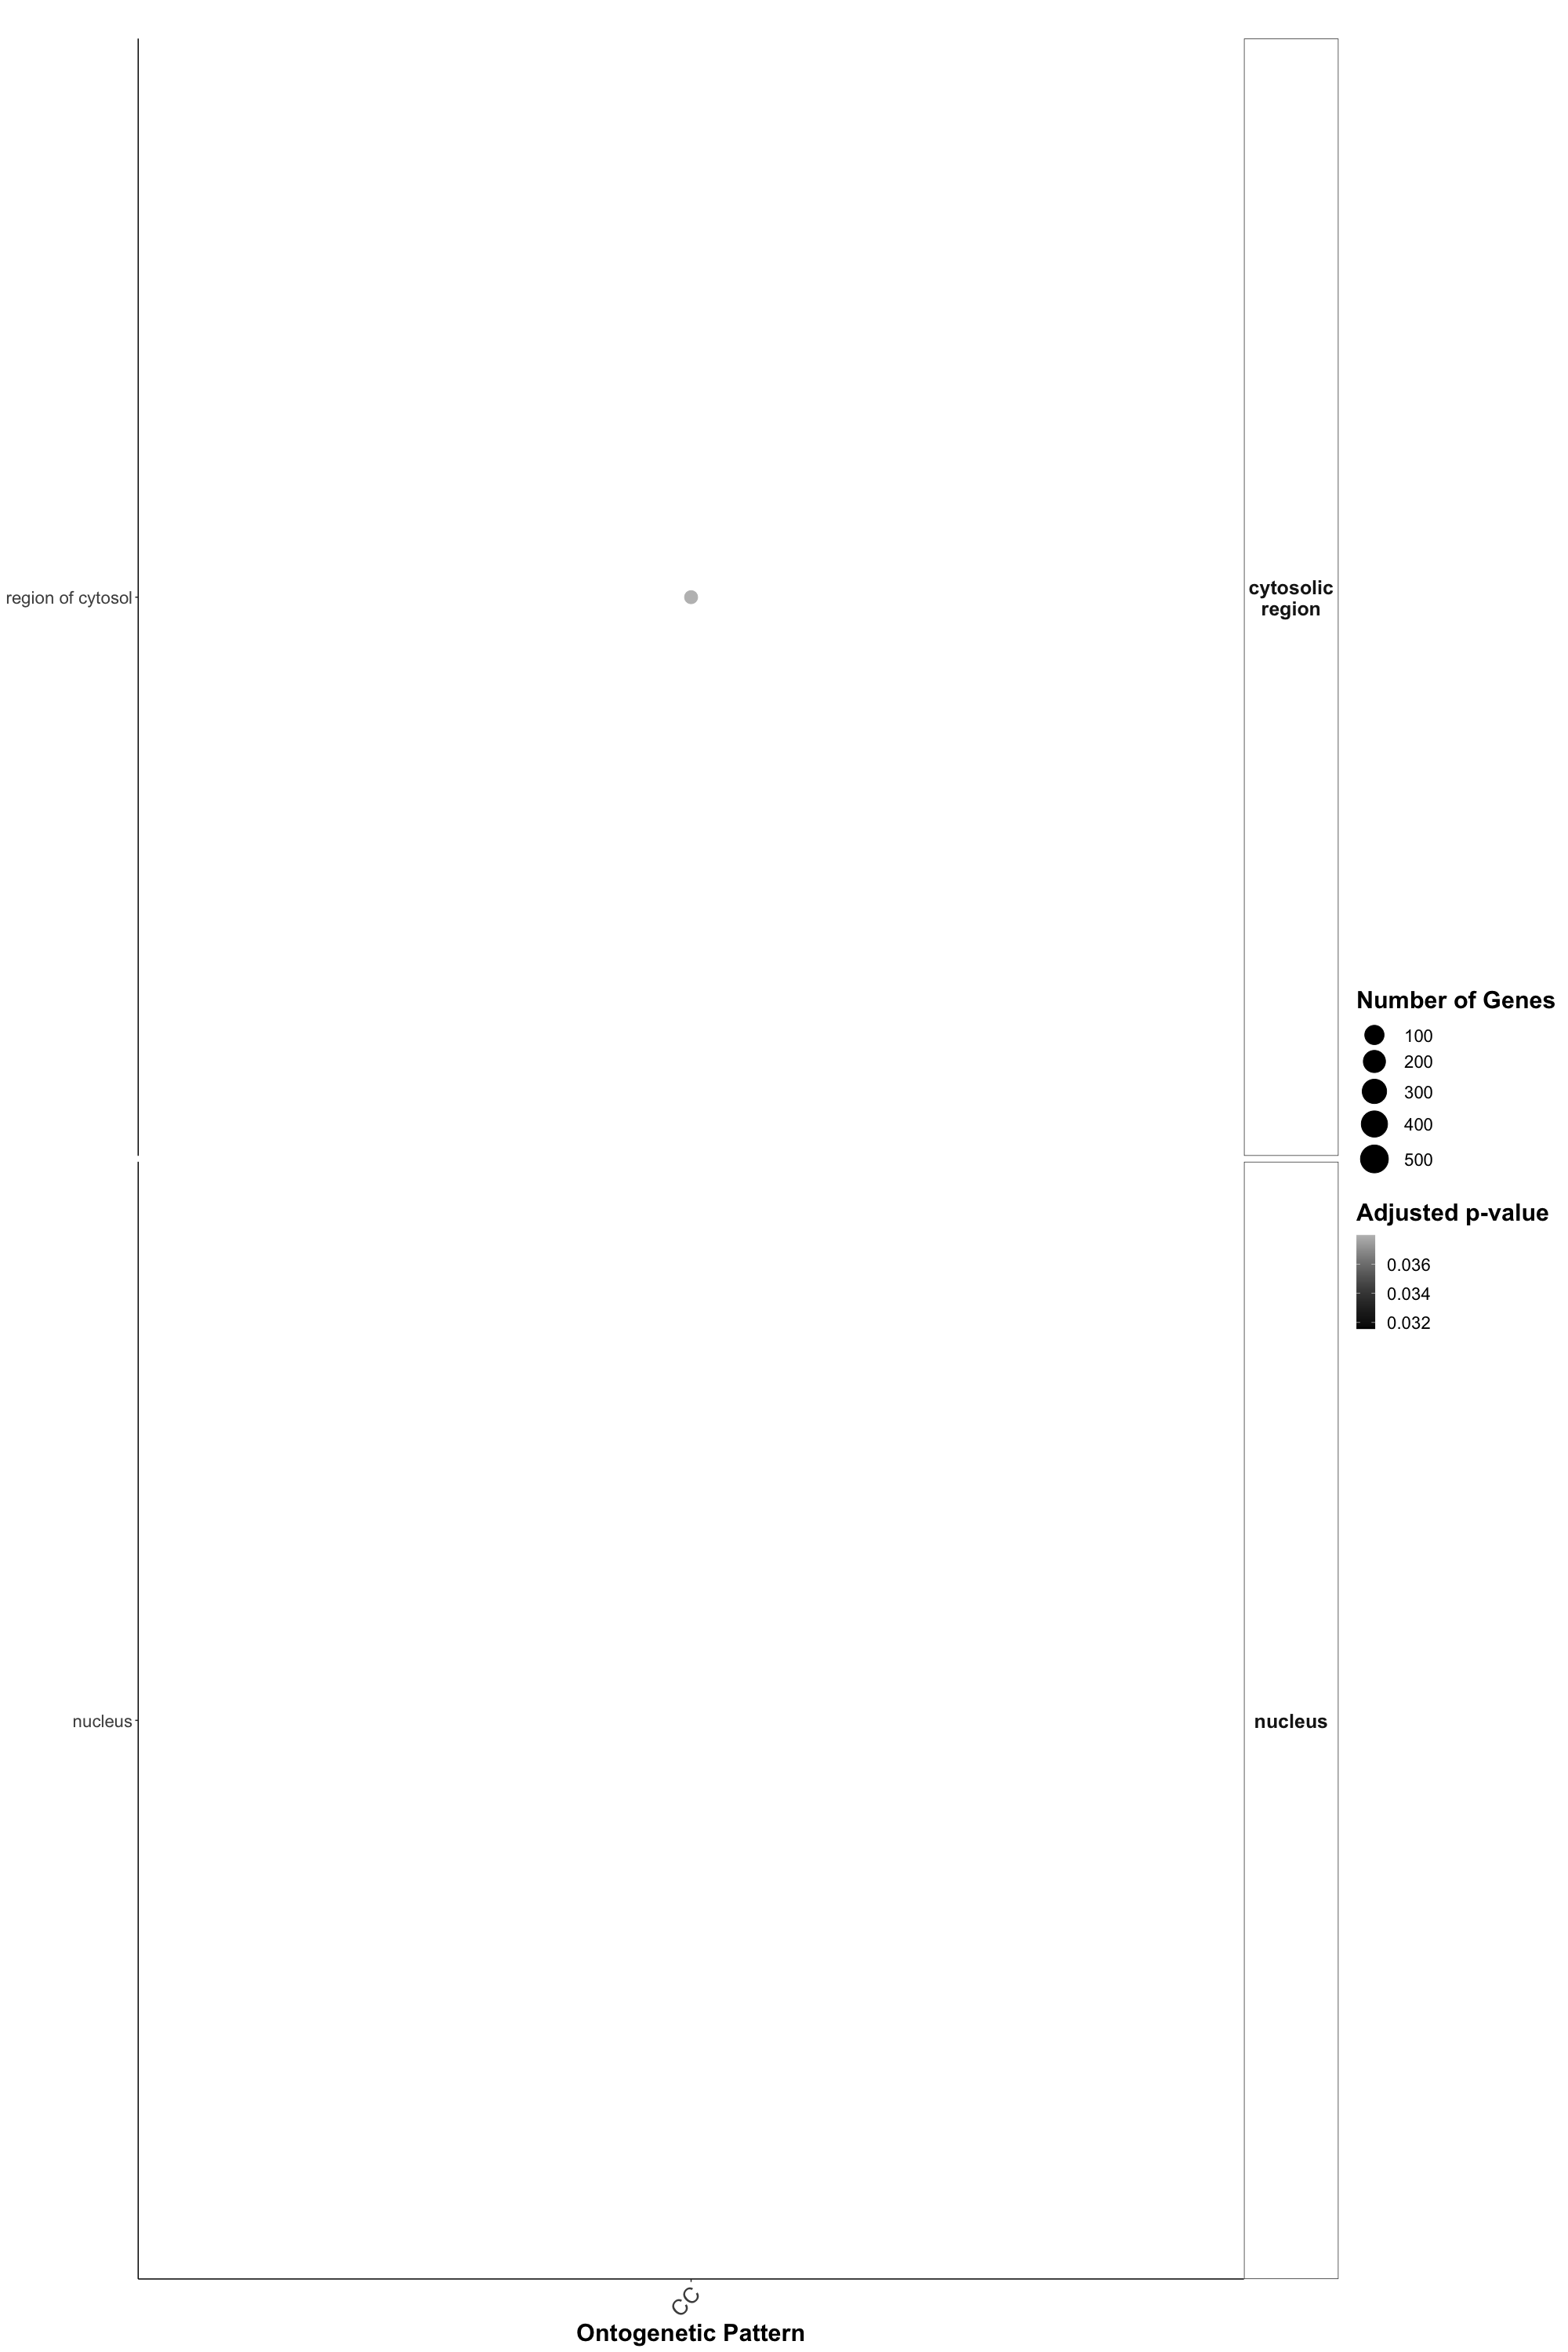 region of cytosol
cytosolic
region
Number of Genes
100
200
300
400
500
Adjusted p-value
0.036
0.034
0.032
nucleus
nucleus
CC
Ontogenetic Pattern